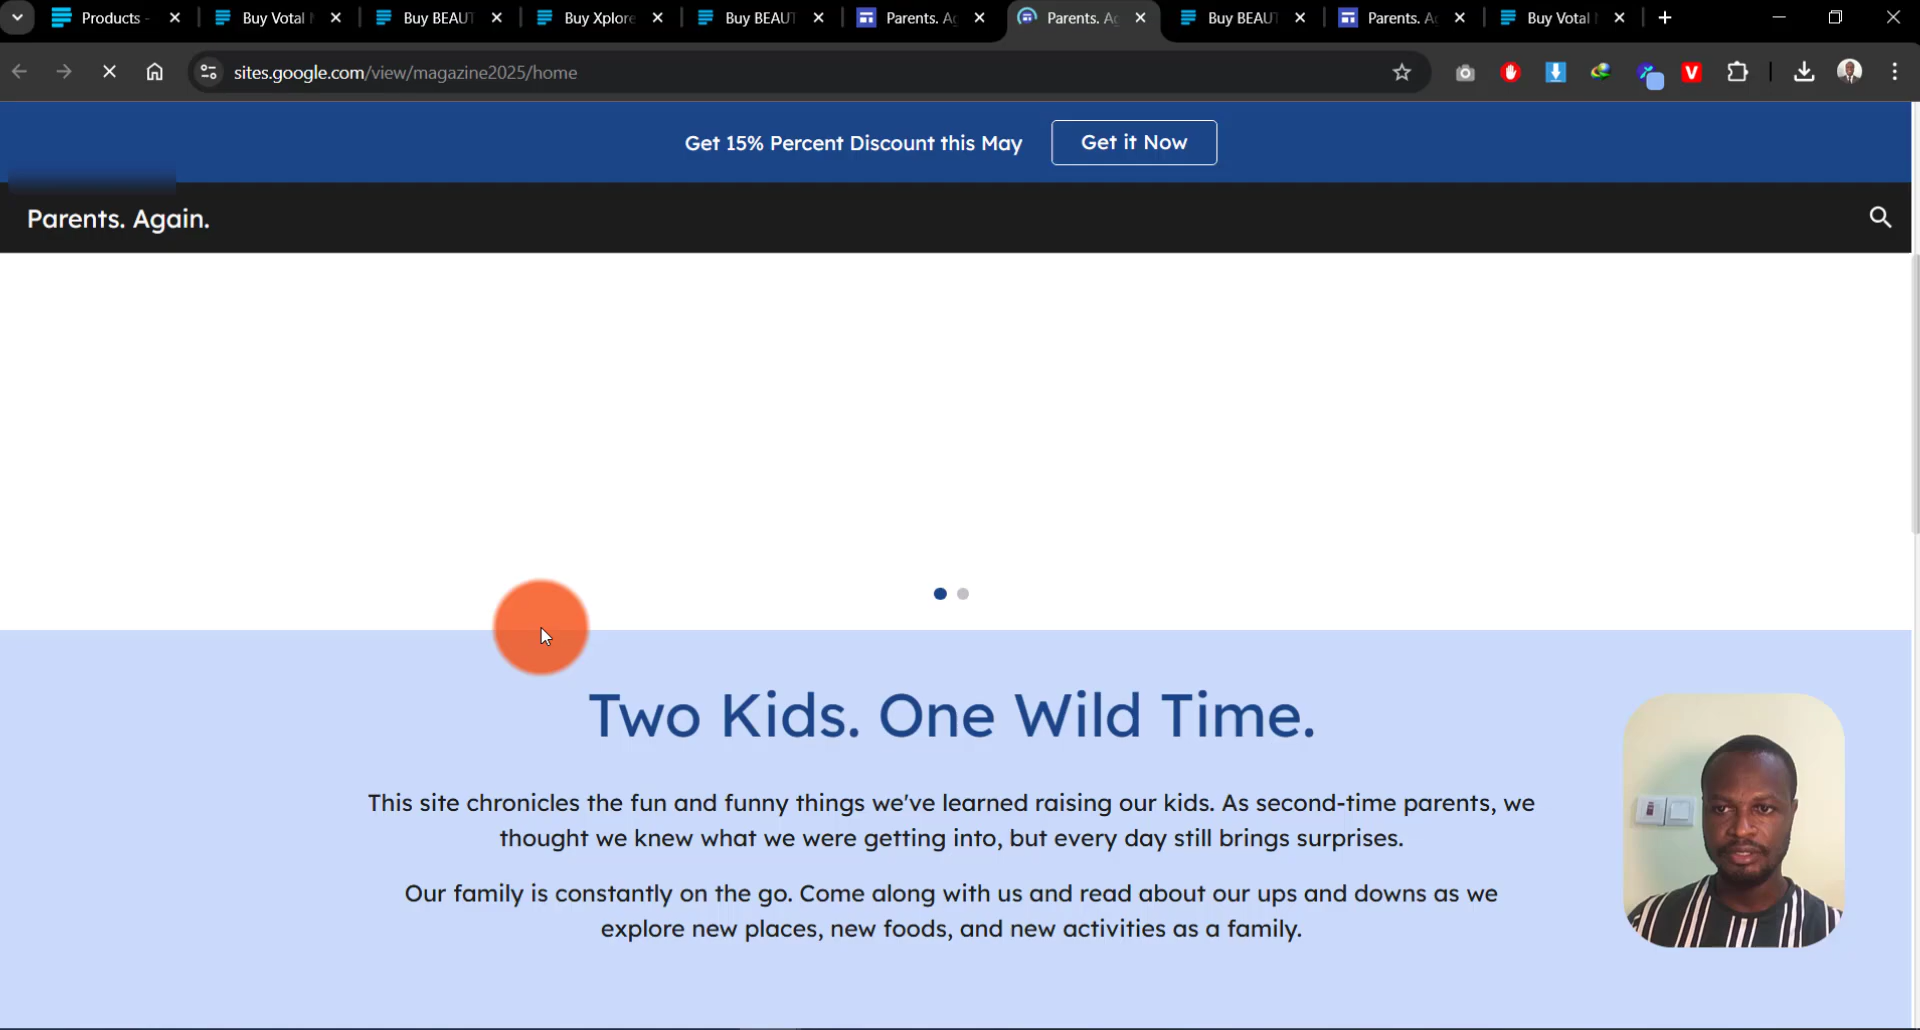 Products -
Buy Votal
Buy BEAUT
Buy Xplore
Buy BEAUT
Parents. Ag
Parents. Ag
Buy BEAUT
Parents. Ag
Buy Votal
sites.google.com/view/magazine2025/home
V
Get 15% Percent Discount this May
Get it Now
Parents. Again.
Two Kids. One Wild Time.
This site chronicles the fun and funny things we've learned raising our kids. As second-time parents, we
thought we knew what we were getting into, but every day still brings surprises.
Our family is constantly on the go. Come along with us and read about our ups and downs as we
explore new places, new foods, and new activities as a family.